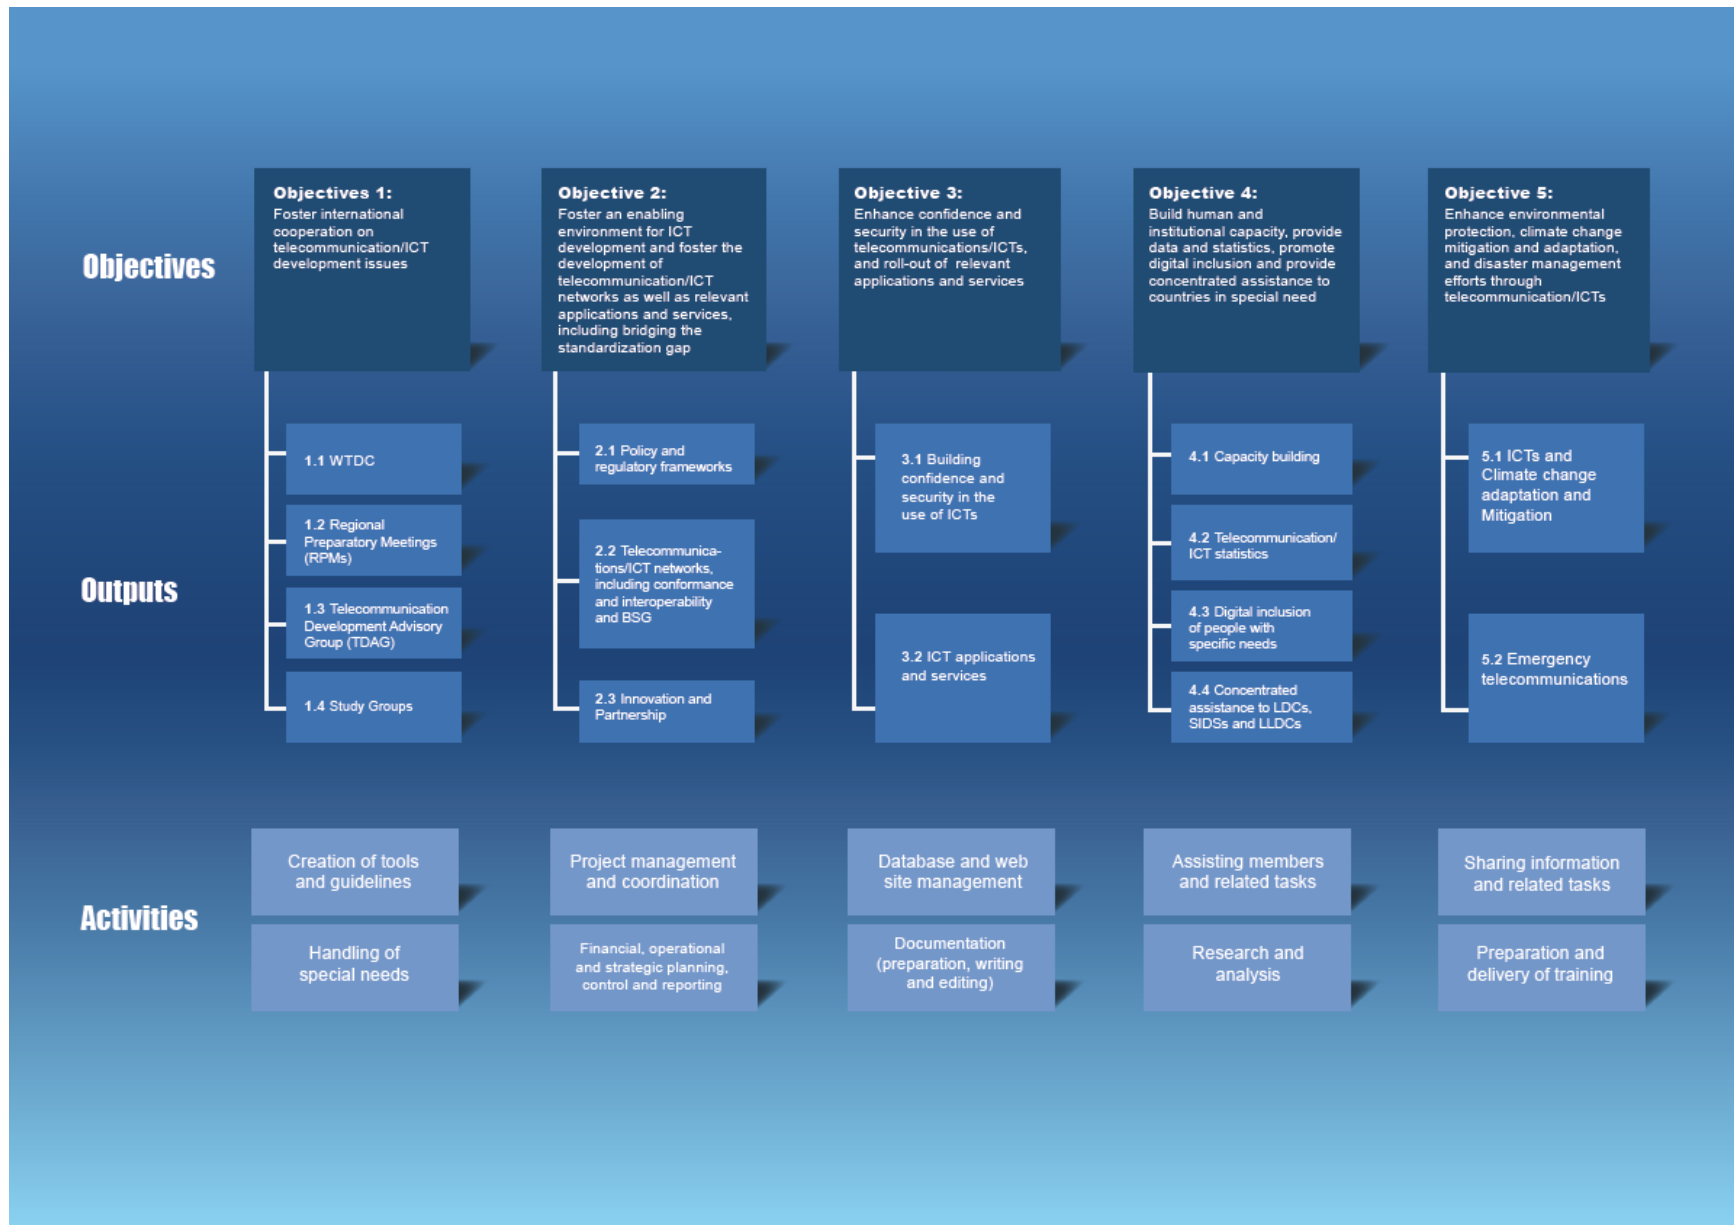 Objectives
Objectives 1:
Foster international
cooperation on
telecommunication/ICT
development issues
Objective 2:
Foster an enabling
environment for ICT
development and foster the
development of
telecommunication/ICT
networks as well as relevant
applications and services,
including bridging the
standardization gap
Objective 3:
Enhance confidence and
security in the use of
telecommunications/ICTs,
and roll-out of relevant
applications and services
Objective 4:
Build human and
institutional capacity, provide
data and statistics, promote
digital inclusion and provide
concentrated assistance to
countries in special need
Objective 5:
Enhance environmental
protection, climate change
mitigation and adaptation,
and disaster management
efforts through
telecommunication/ICTs
Outputs
1.1 WTDC
1.2 Regional
Preparatory Meetings
(RPMs)
1.3 Telecommunication
Development Advisory
Group (TDAG)
1.4 Study Groups
2.1 Policy and
regulatory frameworks
2.2 Telecommunica-
tions/ICT networks,
including conformance
and interoperability
and BSG
2.3 Innovation and
Partnership
3.1 Building
confidence and
security in the
use of ICTs
3.2 ICT applications
and services
4.1 Capacity building
4.2 Telecommunication/
ICT statistics
4.3 Digital inclusion
of people with
specific needs
4.4 Concentrated
assistance to LDCs,
SIDSs and LLDCs
5.1 ICTs and
Climate change
adaptation and
Mitigation
5.2 Emergency
telecommunications
Activities
Creation of tools
and guidelines
Project management
and coordination
Database and web
site management
Assisting members
and related tasks
Sharing information
and related tasks
Handling of
special needs
Financial, operational
and strategic planning,
control and reporting
Documentation
(preparation, writing
and editing)
Research and
analysis
Preparation and
delivery of training